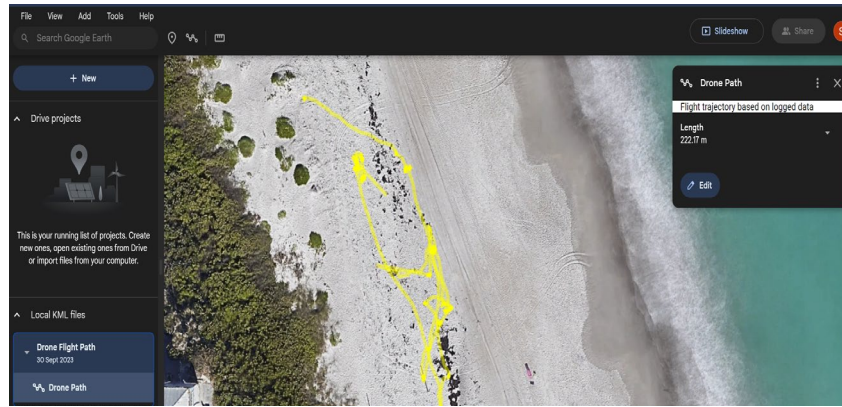 File View Add Tools Help
Search Google Earth
Slideshow
Share
S
+ New
Drive projects
This is your running list of projects. Create
new ones, open existing ones from Drive
or import files from your computer.
Local KML files
Drone Flight Path
30 Sept 2023
Drone Path
Drone Path
Flight trajectory based on logged data
Length
222.17 m
Edit